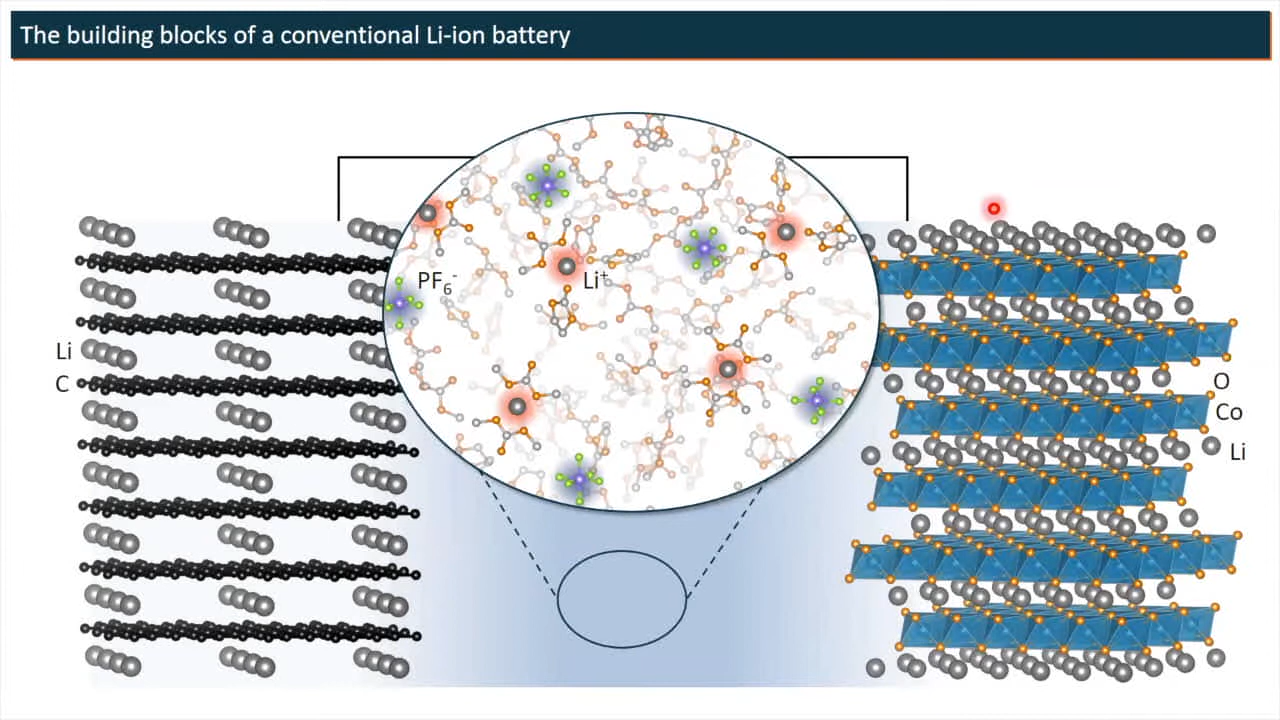 The building blocks of a conventional Li-ion battery
PF₆⁻
Li⁺
Li
C
O
Co
Li